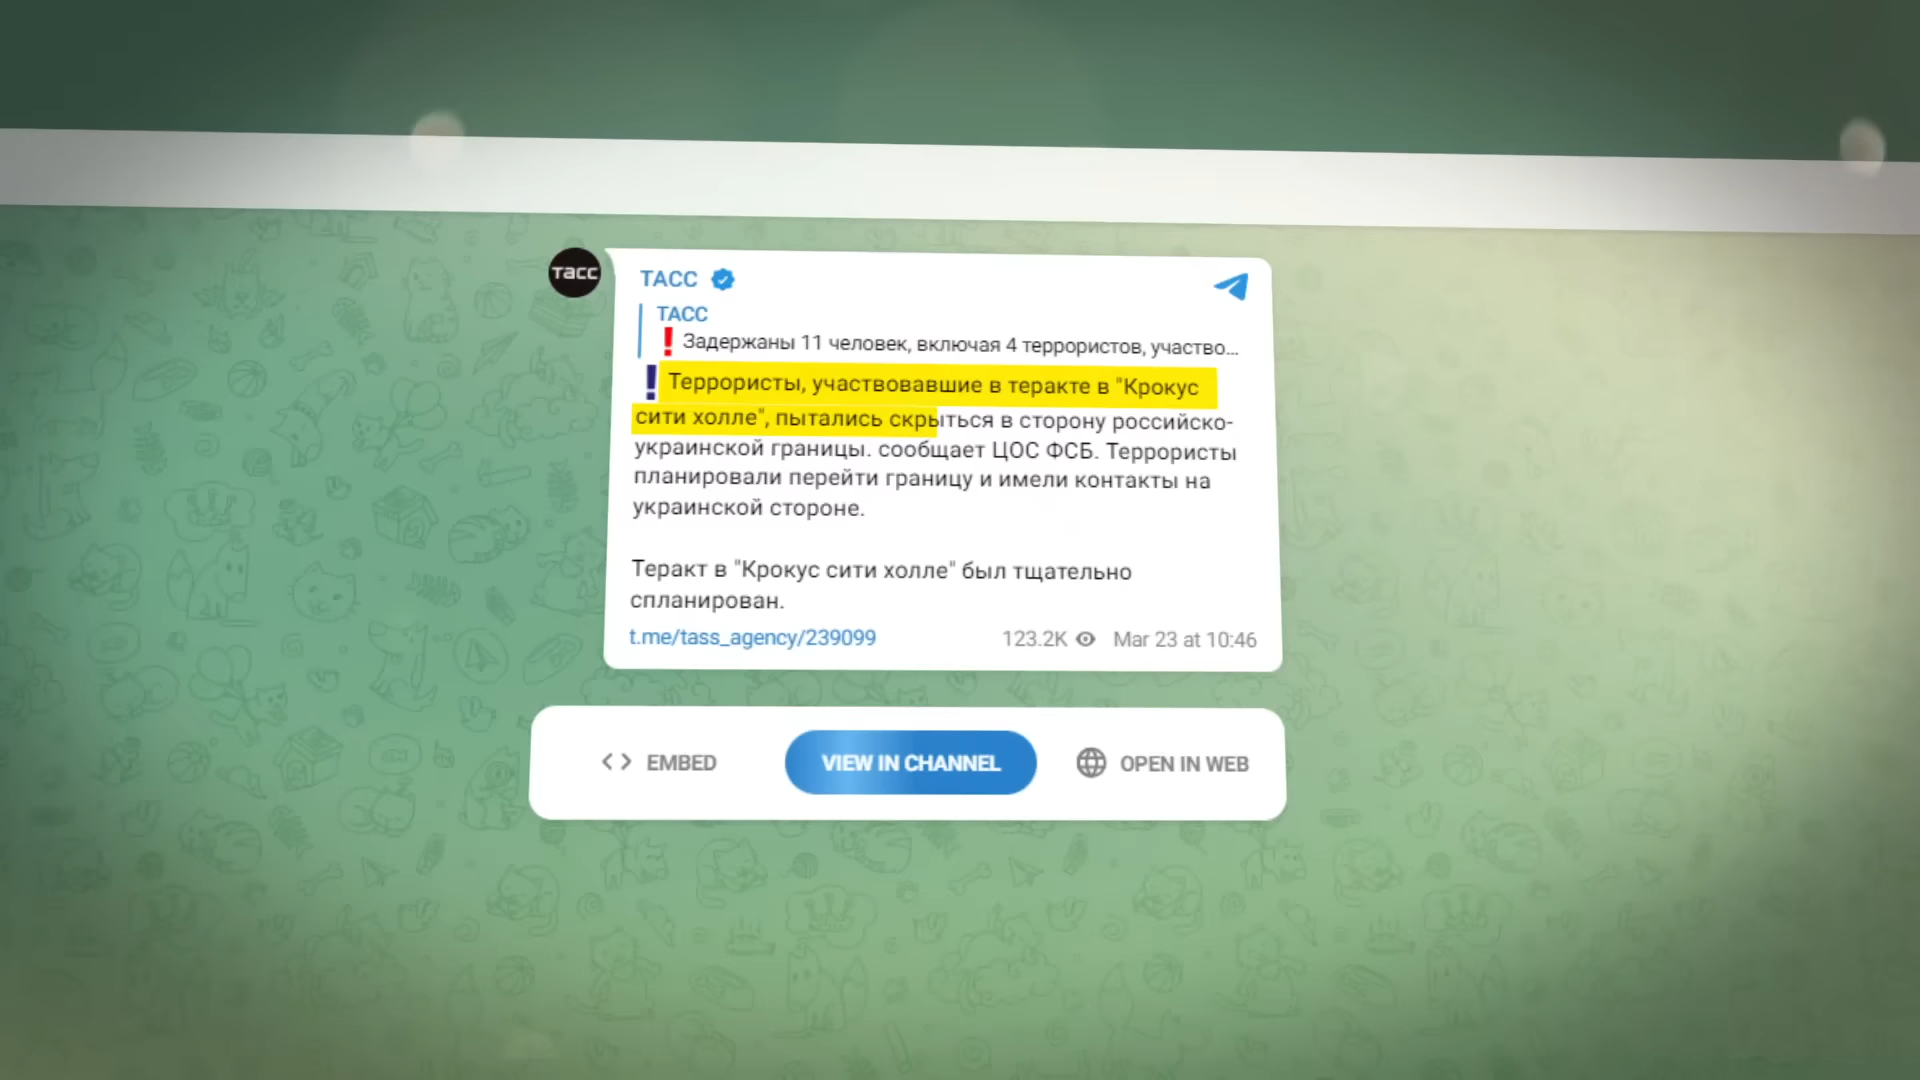 тасс
ТАСС
ТАСС
❗Задержаны 11 человек, включая 4 террористов, участво...
❗Террористы, участвовавшие в теракте в "Крокус
сити холле", пытались скрыться в сторону российско-
украинской границы. сообщает ЦОС ФСБ. Террористы
планировали перейти границу и имели контакты на
украинской стороне.
Теракт в "Крокус сити холле" был тщательно
спланирован.
t.me/tass_agency/239099 123.2K Mar 23 at 10:46
EMBED VIEW IN CHANNEL OPEN IN WEB